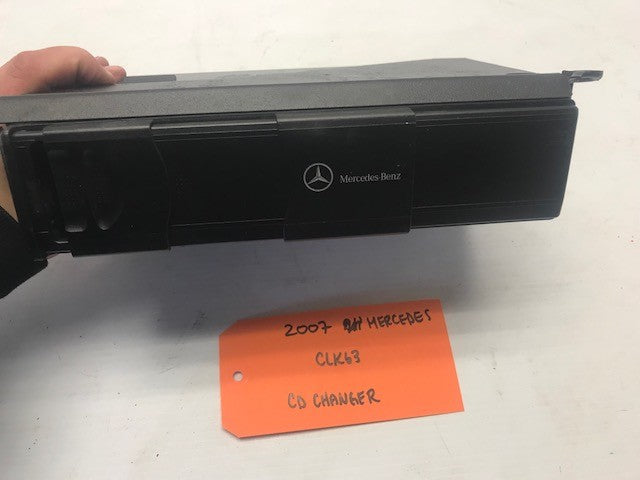 Mercedes-Benz
2007 MERCEDES
CLK63
CD CHANGER